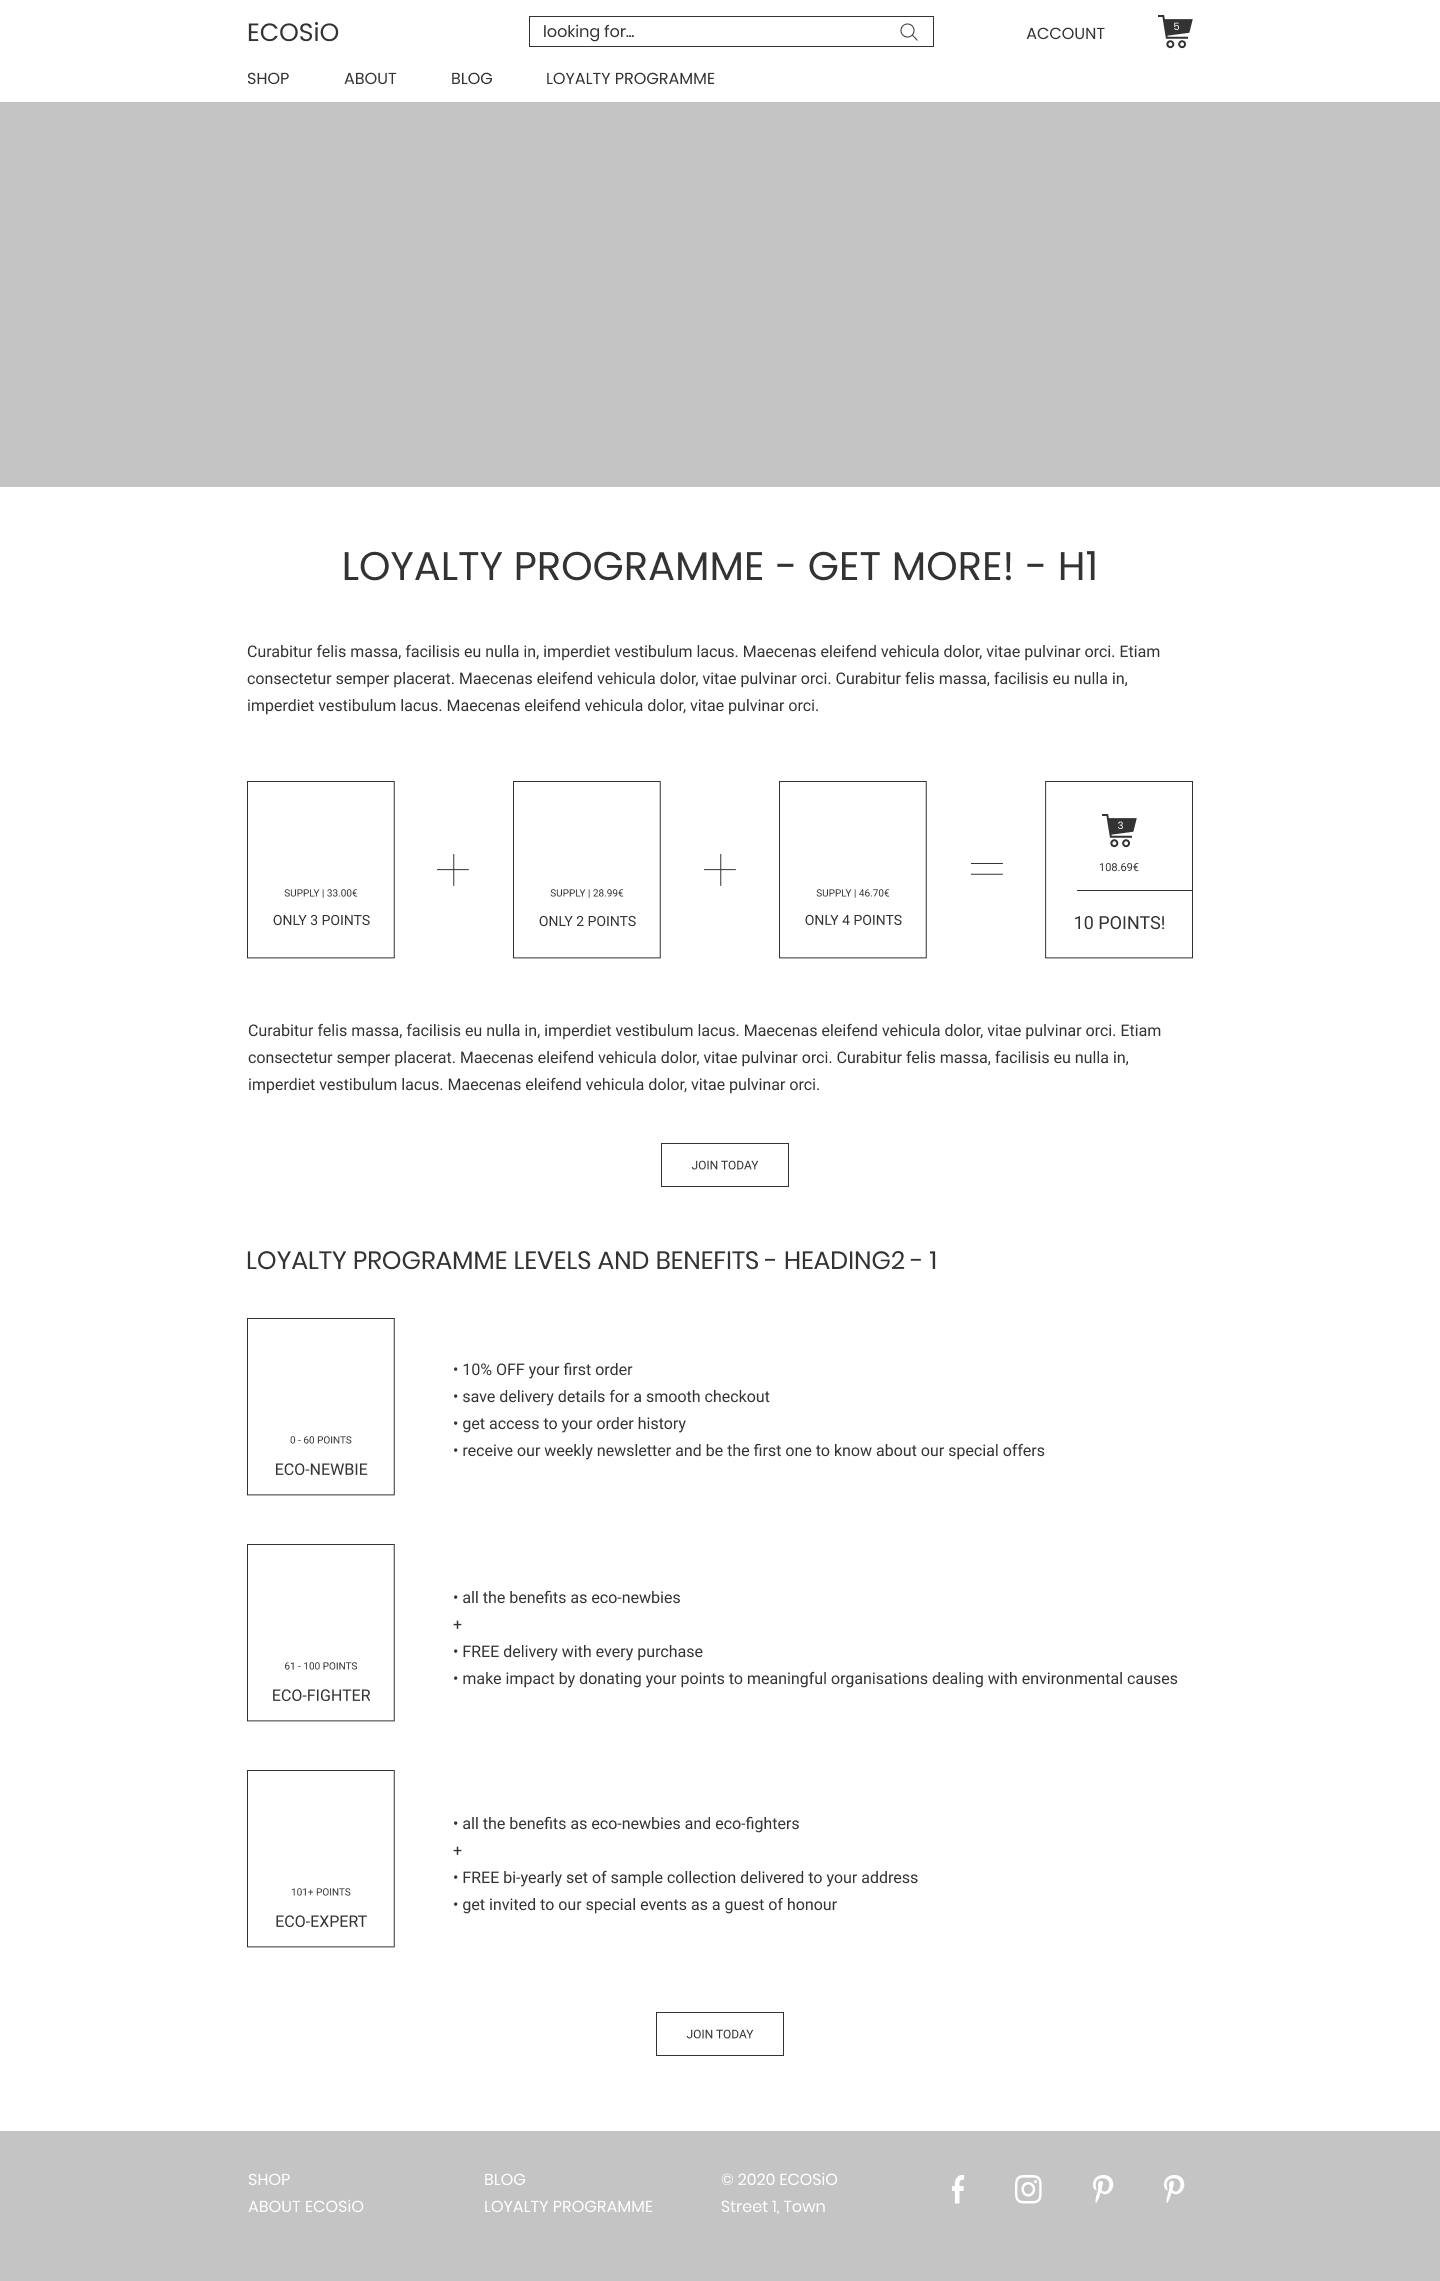 ECOSiO
looking for...
ACCOUNT
5
SHOP ABOUT BLOG LOYALTY PROGRAMME
LOYALTY PROGRAMME - GET MORE! - H1
Curabitur felis massa, facilisis eu nulla in, imperdiet vestibulum lacus. Maecenas eleifend vehicula dolor, vitae pulvinar orci. Etiam
consectetur semper placerat. Maecenas eleifend vehicula dolor, vitae pulvinar orci. Curabitur felis massa, facilisis eu nulla in,
imperdiet vestibulum lacus. Maecenas eleifend vehicula dolor, vitae pulvinar orci.
SUPPLY | 33.00€
ONLY 3 POINTS
+
SUPPLY | 28.99€
ONLY 2 POINTS
+
SUPPLY | 46.70€
ONLY 4 POINTS
=
3
108.69€
10 POINTS!
Curabitur felis massa, facilisis eu nulla in, imperdiet vestibulum lacus. Maecenas eleifend vehicula dolor, vitae pulvinar orci. Etiam
consectetur semper placerat. Maecenas eleifend vehicula dolor, vitae pulvinar orci. Curabitur felis massa, facilisis eu nulla in,
imperdiet vestibulum lacus. Maecenas eleifend vehicula dolor, vitae pulvinar orci.
JOIN TODAY
LOYALTY PROGRAMME LEVELS AND BENEFITS - HEADING2 - 1
0 - 60 POINTS
ECO-NEWBIE
• 10% OFF your first order
• save delivery details for a smooth checkout
• get access to your order history
• receive our weekly newsletter and be the first one to know about our special offers
61 - 100 POINTS
ECO-FIGHTER
• all the benefits as eco-newbies
+
• FREE delivery with every purchase
• make impact by donating your points to meaningful organisations dealing with environmental causes
101+ POINTS
ECO-EXPERT
• all the benefits as eco-newbies and eco-fighters
+
• FREE bi-yearly set of sample collection delivered to your address
• get invited to our special events as a guest of honour
JOIN TODAY
SHOP
ABOUT ECOSiO
BLOG
LOYALTY PROGRAMME
© 2020 ECOSiO
Street 1, Town